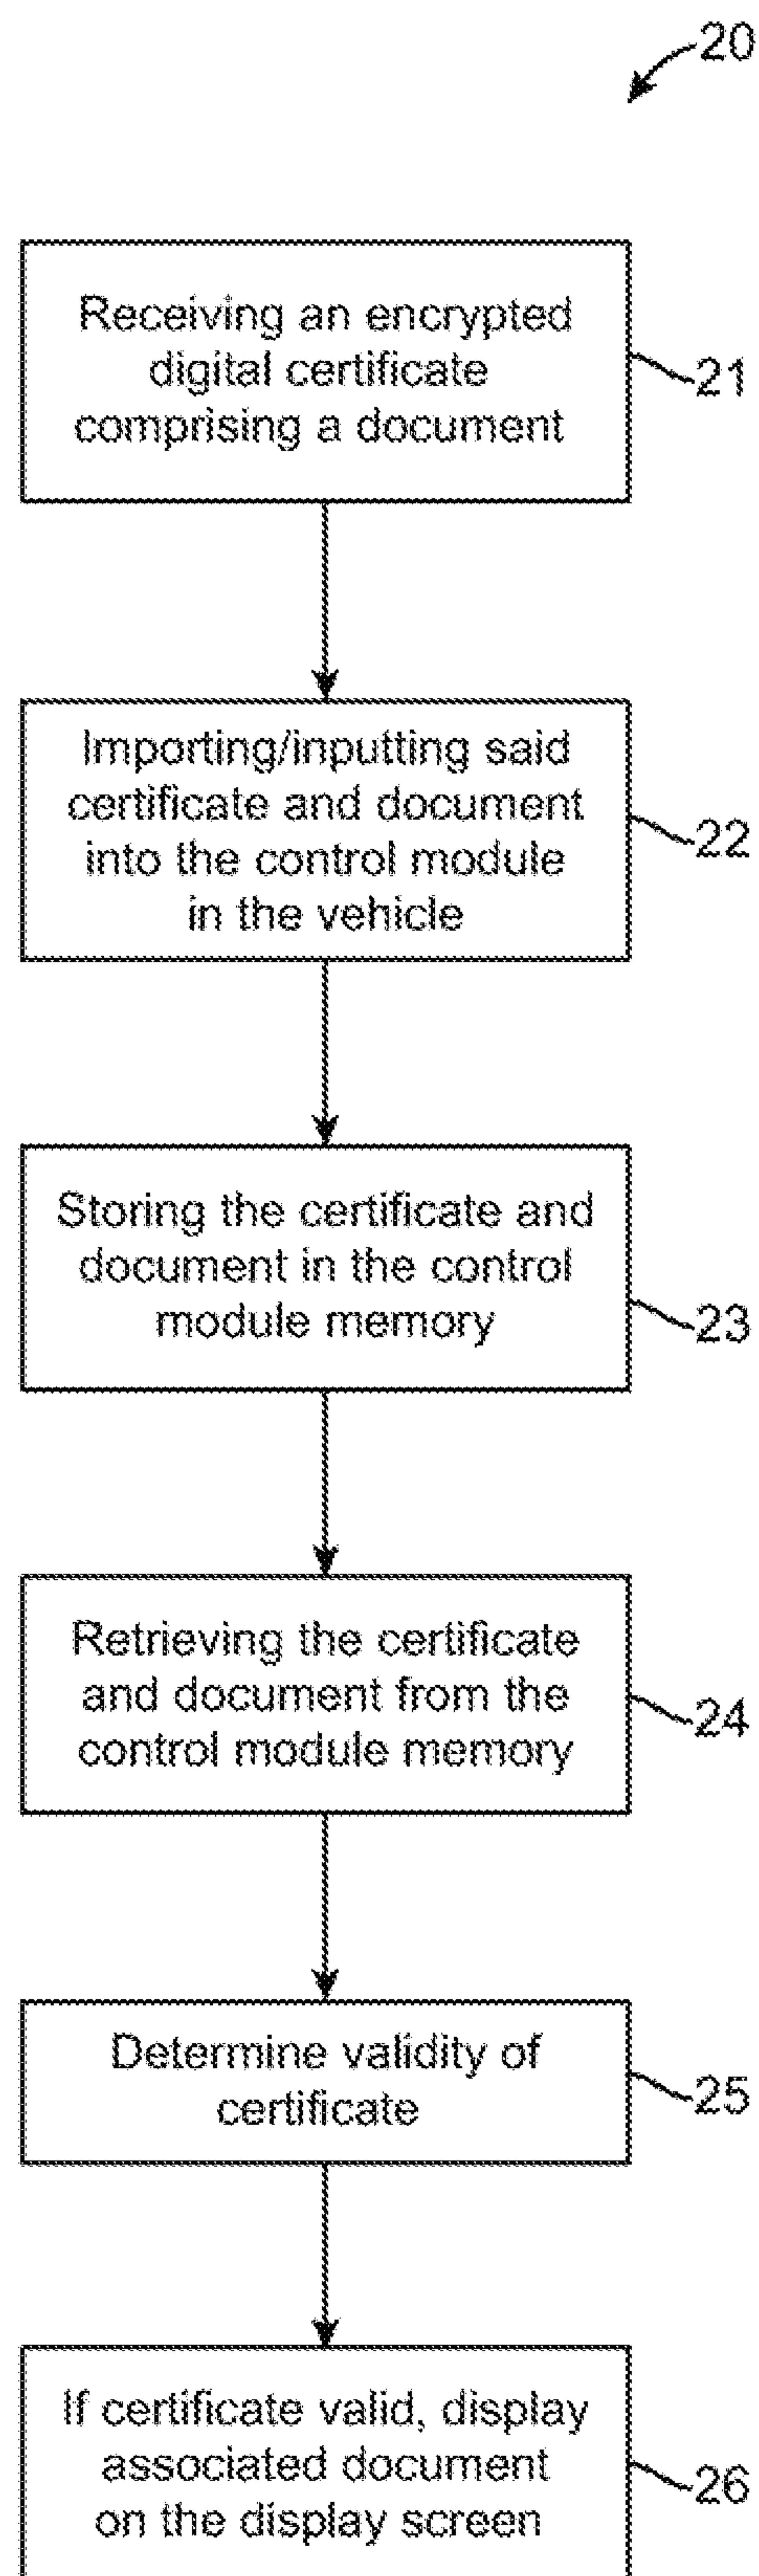 20
Receiving an encrypted
digital certificate
comprising a document
21
Importing/inputting said
certificate and document
into the control module
in the vehicle
22
Storing the certificate and
document in the control
module memory
23
Retrieving the certificate
and document from the
control module memory
24
Determine validity of
certificate
25
If certificate valid, display
associated document
on the display screen
26